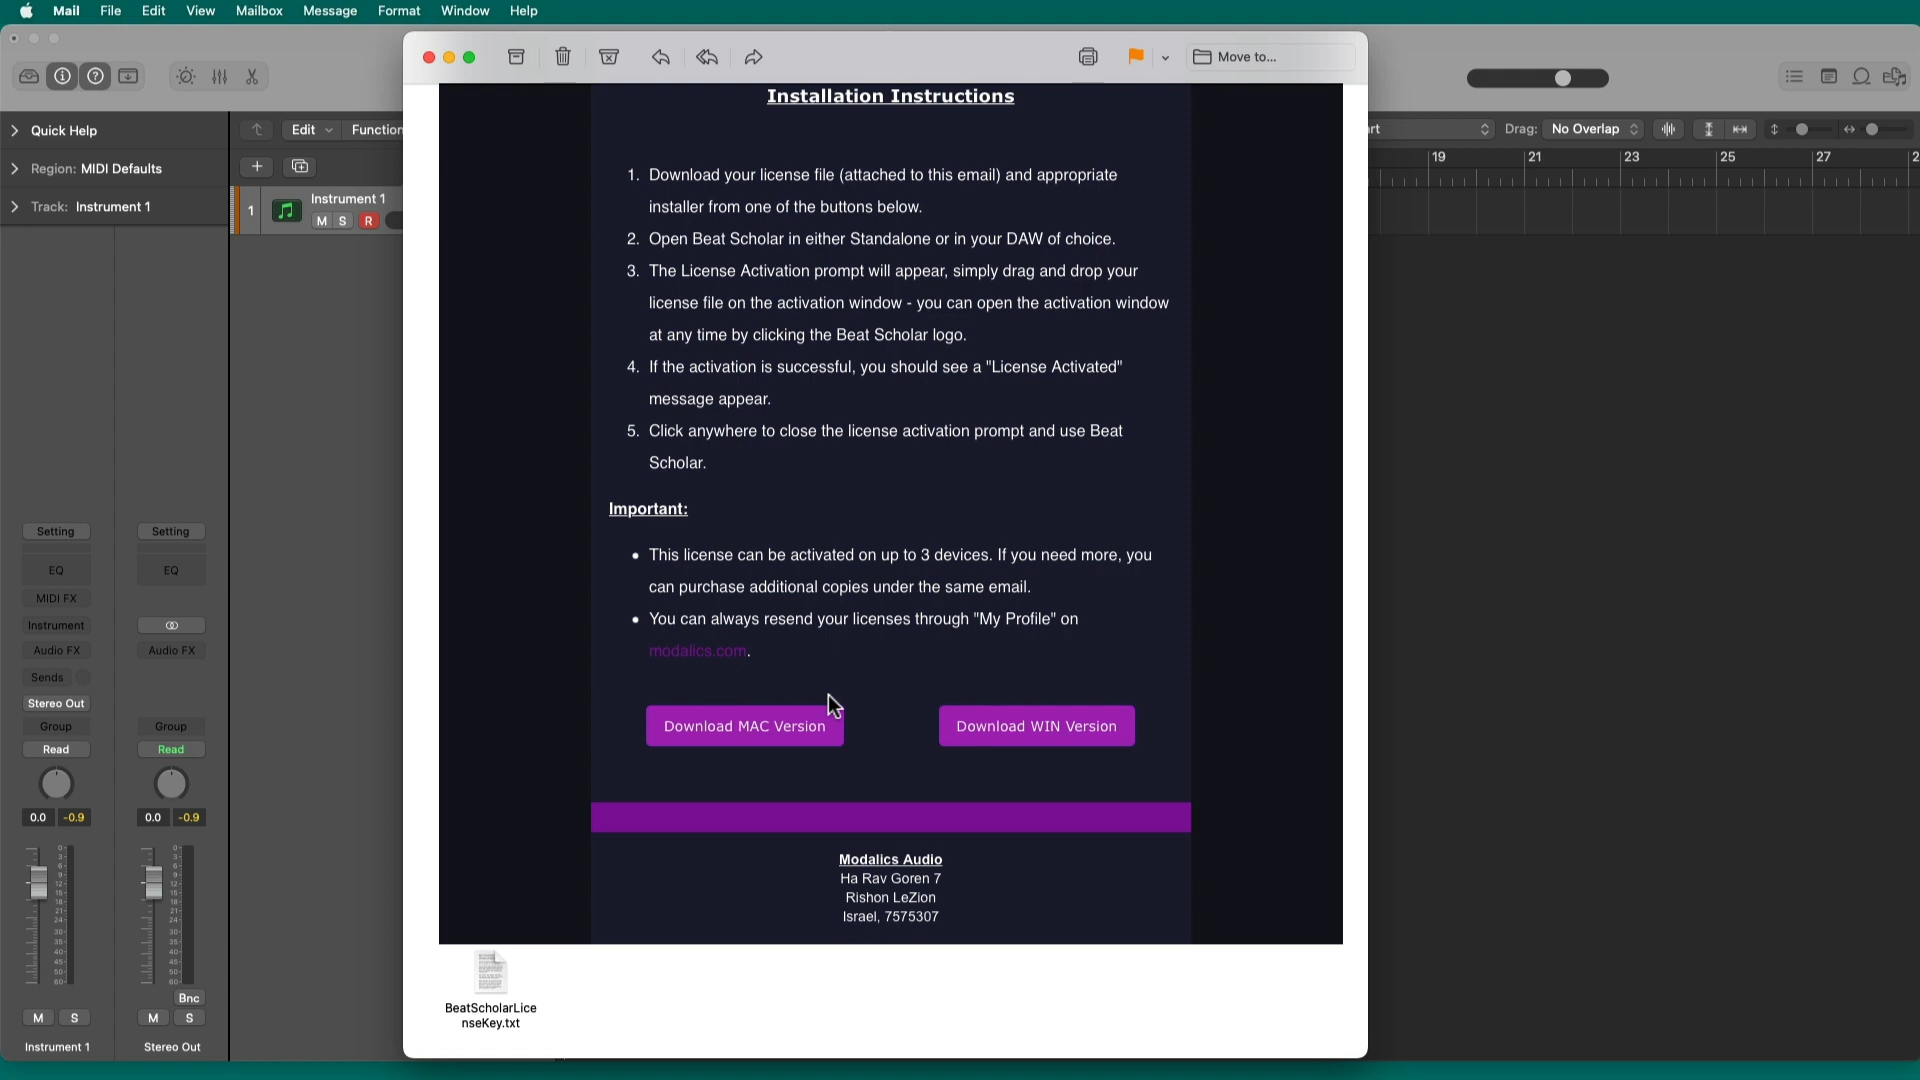 Mail File Edit View Mailbox Message Format Window Help
Move to...
Quick Help
Region: MIDI Defaults
Track: Instrument 1
Edit
Function
rt
Drag: No Overlap
19 21 23 25 27 2
1
Instrument 1
M S R
Installation Instructions
1. Download your license file (attached to this email) and appropriate
installer from one of the buttons below.
2. Open Beat Scholar in either Standalone or in your DAW of choice.
3. The License Activation prompt will appear, simply drag and drop your
license file on the activation window - you can open the activation window
at any time by clicking the Beat Scholar logo.
4. If the activation is successful, you should see a "License Activated"
message appear.
5. Click anywhere to close the license activation prompt and use Beat
Scholar.
Important:
• This license can be activated on up to 3 devices. If you need more, you
can purchase additional copies under the same email.
• You can always resend your licenses through "My Profile" on
modalics.com.
Download MAC Version
Download WIN Version
Modalics Audio
Ha Rav Goren 7
Rishon LeZion
Israel, 7575307
BeatScholarLice
nseKey.txt
Setting Setting
EQ EQ
MIDI FX
Instrument
Audio FX Audio FX
Sends
Stereo Out
Group Group
Read Read
0.0 -0.9 0.0 -0.9
Bnc
M S M S
Instrument 1 Stereo Out